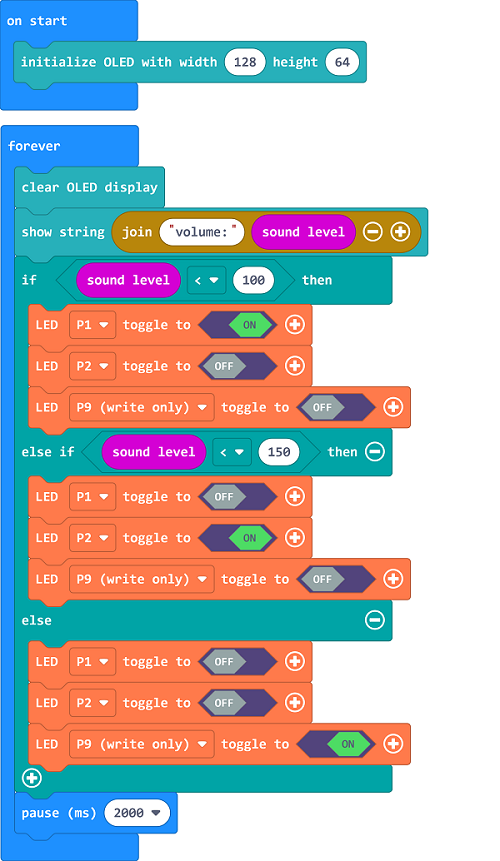 on start
initialize OLED with width 128 height 64
forever
clear OLED display
show string join "volume:" sound level
if sound level < 100 then
LED P1 toggle to ON
LED P2 toggle to OFF
LED P9 (write only) toggle to OFF
else if sound level < 150 then
LED P1 toggle to OFF
LED P2 toggle to ON
LED P9 (write only) toggle to OFF
else
LED P1 toggle to OFF
LED P2 toggle to OFF
LED P9 (write only) toggle to ON
pause (ms) 2000